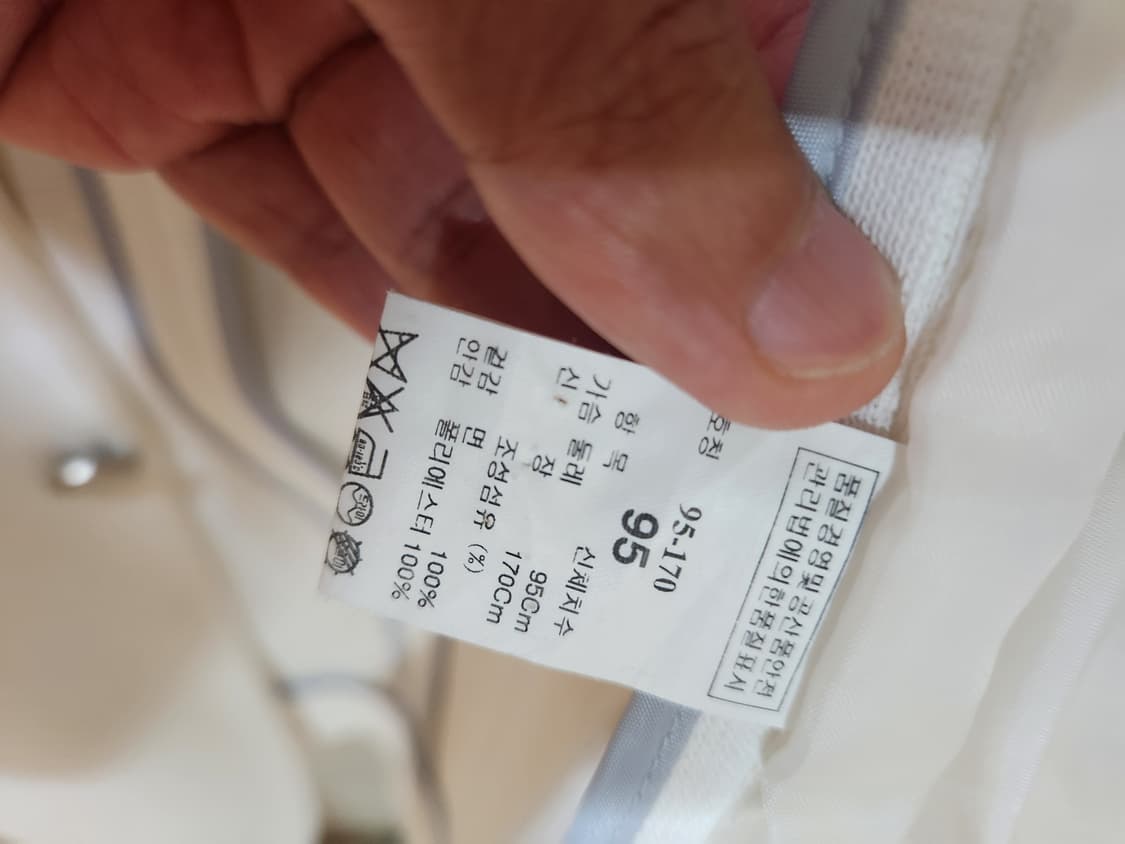 품질경영및공산품안전
관리법에의한품질표시
호칭 95-170
95
항 목 신체치수
가슴 둘레 95Cm
신 장 170Cm
조성섬유 (%)
겉감 면 100%
안감 폴리에스터 100%